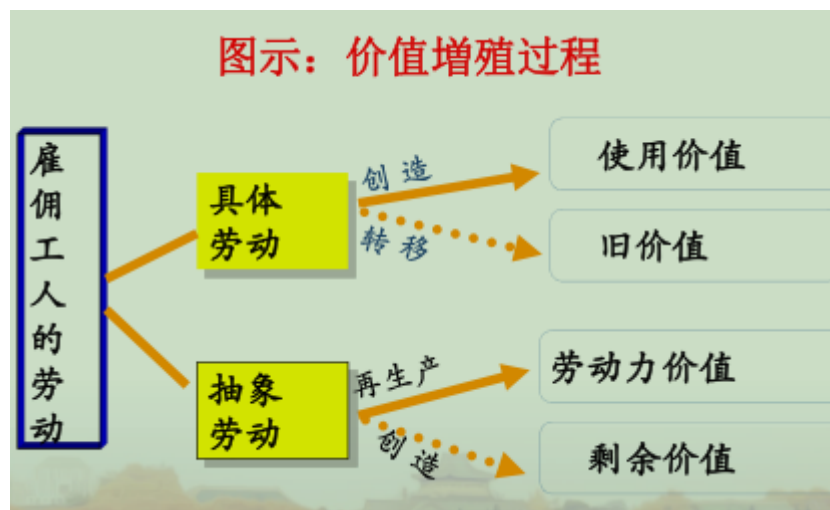 图示：价值增殖过程
雇
佣
工
人
的
劳
动
具体
劳动
创造
使用价值
转移
旧价值
抽象
劳动
再生产
劳动力价值
创造
剩余价值